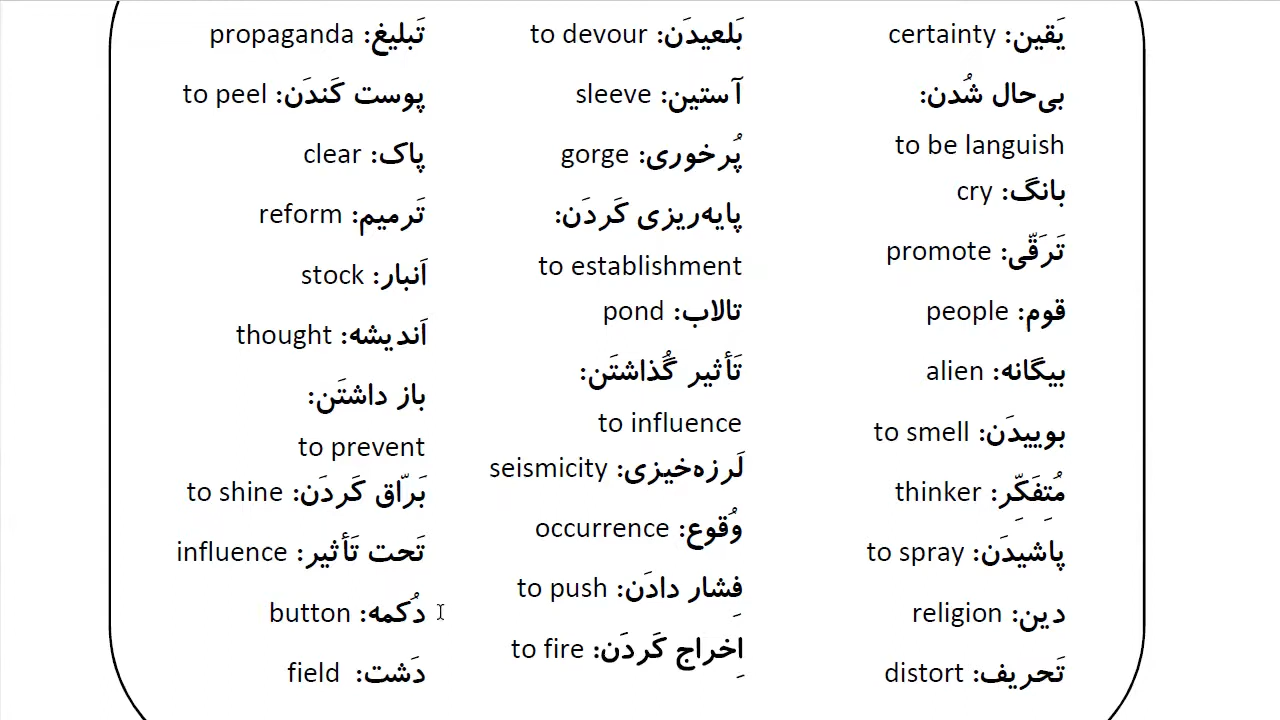 یَقین: certainty
بی‌حال شُدن:
to be languish
بانگ: cry
تَرَقّی: promote
قوم: people
بیگانه: alien
بوییدَن: to smell
مُتِفَکِّر: thinker
پاشیدَن: to spray
دین: religion
تَحریف: distort
بَلعیدَن: to devour
آستین: sleeve
پُرخوری: gorge
پایه‌ریزی کَردَن:
to establishment
تالاب: pond
تَأثیر گُذاشتَن:
to influence
لَرزه‌خیزی: seismicity
وُقوع: occurrence
فِشار دادَن: to push
اِخراج کَردَن: to fire
تَبلیغ: propaganda
پوست کَندَن: to peel
پاک: clear
تَرمیم: reform
اَنبار: stock
اَندیشه: thought
باز داشتَن:
to prevent
بَرّاق کَردَن: to shine
تَحت تَأثیر: influence
دُکمه: button
دَشت: field